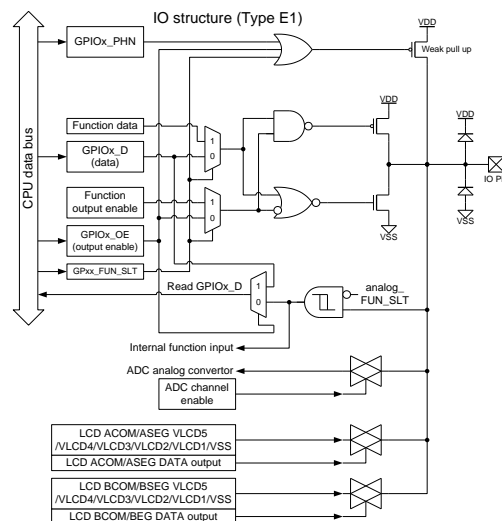 IO structure (Type E1)
VDD
GPIOx_PHN
Weak pull up
CPU data bus
Function data
VDD
VDD
1
0
GPIOx_D
(data)
Function
output enable
1
0
GPIOx_OE
(output enable)
VSS
VSS
GPxx_FUN_SLT
Read GPIOx_D
1
0
analog_
FUN_SLT
Internal function input
ADC analog convertor
ADC channel
enable
LCD ACOM/ASEG VLCD5
/VLCD4/VLCD3/VLCD2/VLCD1/VSS
LCD ACOM/ASEG DATA output
LCD BCOM/BSEG VLCD5
/VLCD4/VLCD3/VLCD2/VLCD1/VSS
LCD BCOM/BEG DATA output
IO